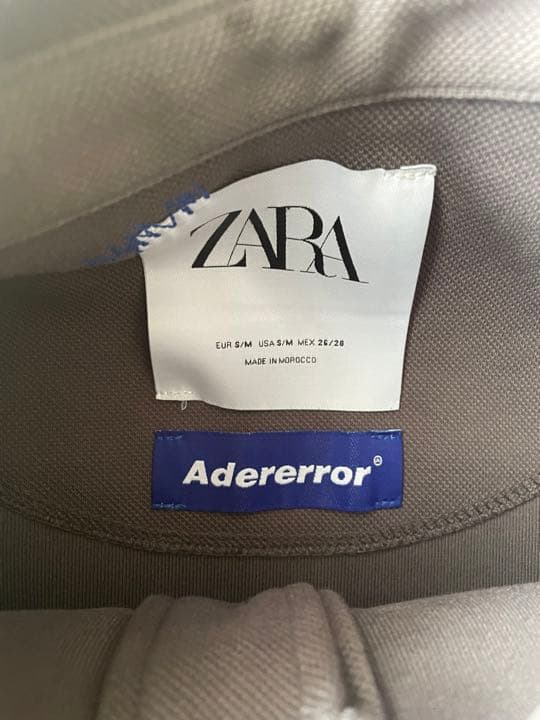 ZARA
EUR S/M USA S/M MEX 26/28
MADE IN MOROCCO
Adererror®